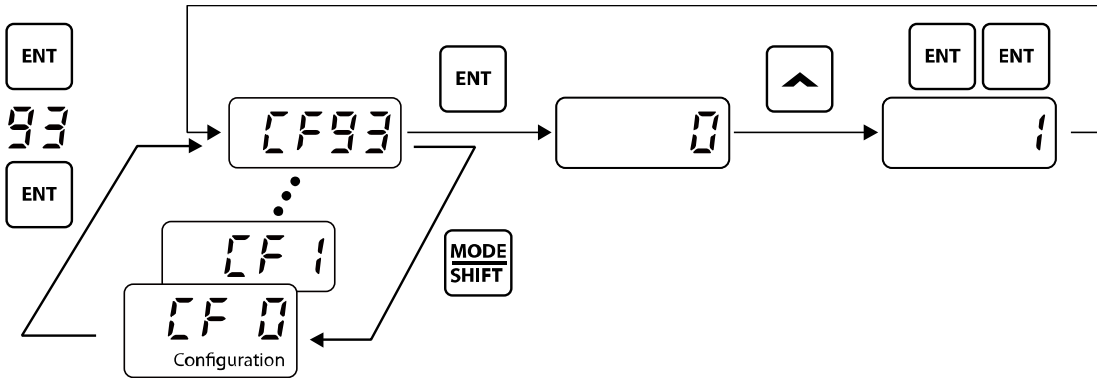 ENT
93
ENT
CF93
ENT
0
ENT ENT
1
MODE
SHIFT
CF 1
CF 0
Configuration